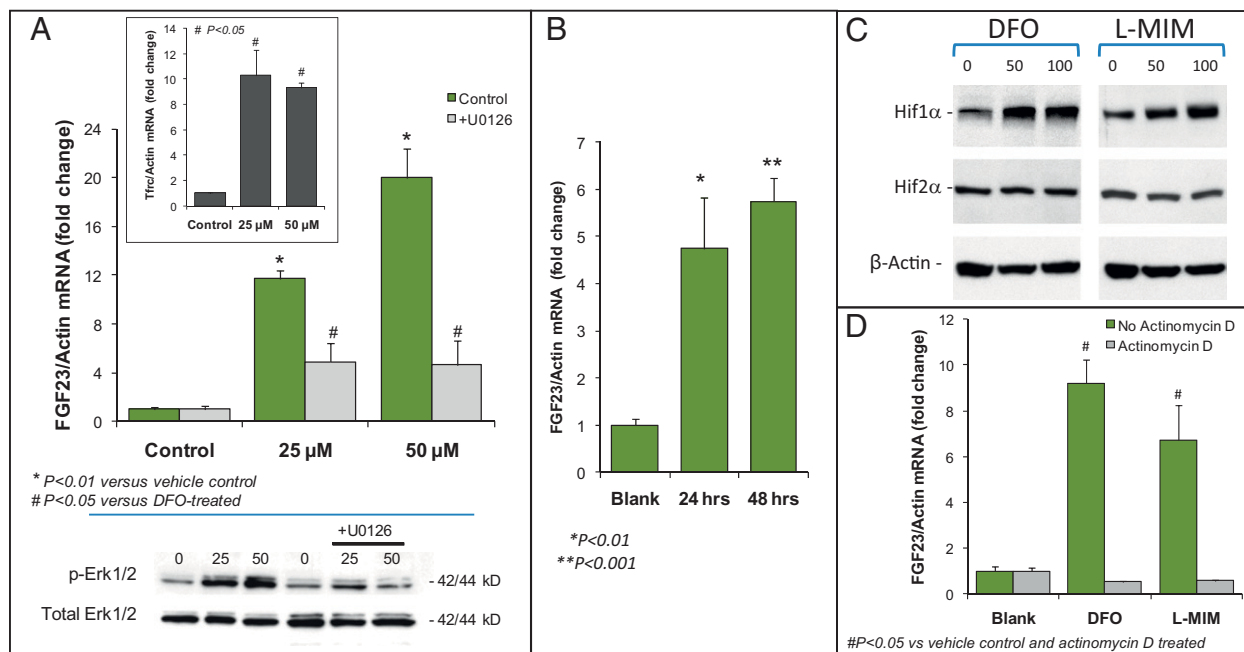 A
# P<0.05
Tfrc/Actin mRNA (fold change)
14
12
10
8
6
4
2
0
#
#
Control 25 µM 50 µM
Control
+U0126
FGF23/Actin mRNA (fold change)
24
20
16
12
8
4
0
*
#
*
#
Control 25 µM 50 µM
* P<0.01 versus vehicle control
# P<0.05 versus DFO-treated
+U0126
0 25 50 0 25 50
p-Erk1/2 - 42/44 kD
Total Erk1/2 - 42/44 kD
B
FGF23/Actin mRNA (fold change)
7
6
5
4
3
2
1
0
*
**
Blank 24 hrs 48 hrs
*P<0.01
**P<0.001
C
DFO L-MIM
0 50 100 0 50 100
Hif1α -
Hif2α -
β-Actin -
D
No Actinomycin D
Actinomycin D
FGF23/Actin mRNA (fold change)
12
10
8
6
4
2
0
#
#
Blank DFO L-MIM
#P<0.05 vs vehicle control and actinomycin D treated